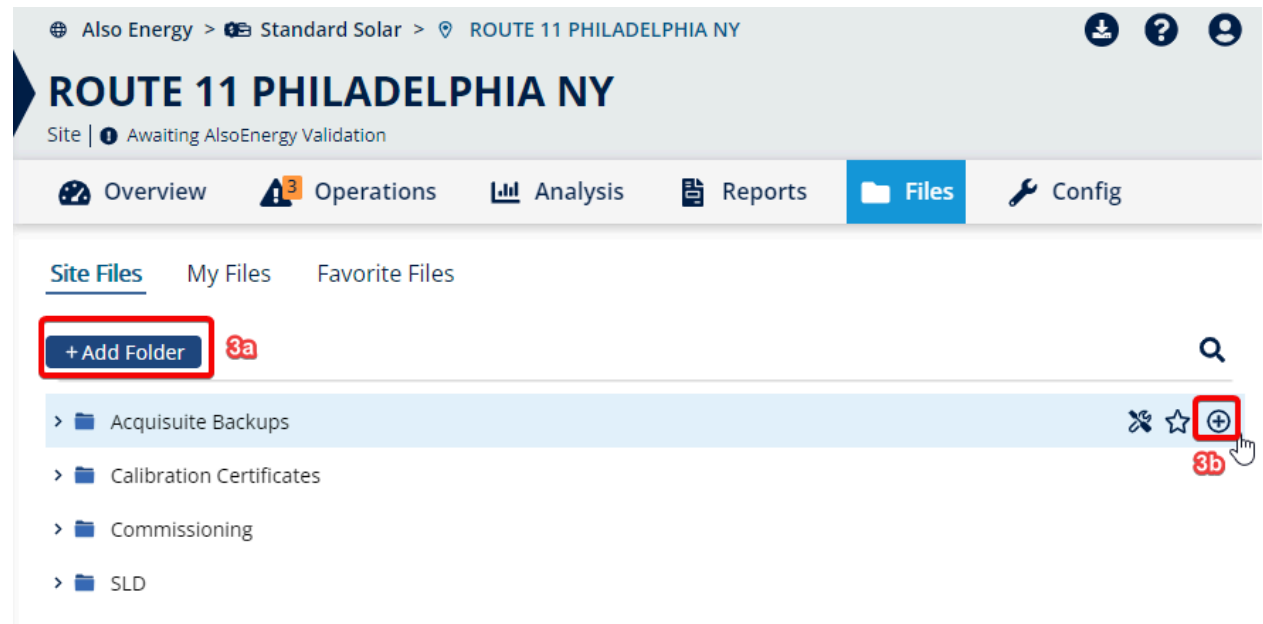 Also Energy > Standard Solar > ROUTE 11 PHILADELPHIA NY
ROUTE 11 PHILADELPHIA NY
Site | Awaiting AlsoEnergy Validation
Overview 3 Operations Analysis Reports Files Config
Site Files My Files Favorite Files
+ Add Folder 3a
> Acquisuite Backups
3b
> Calibration Certificates
> Commissioning
> SLD